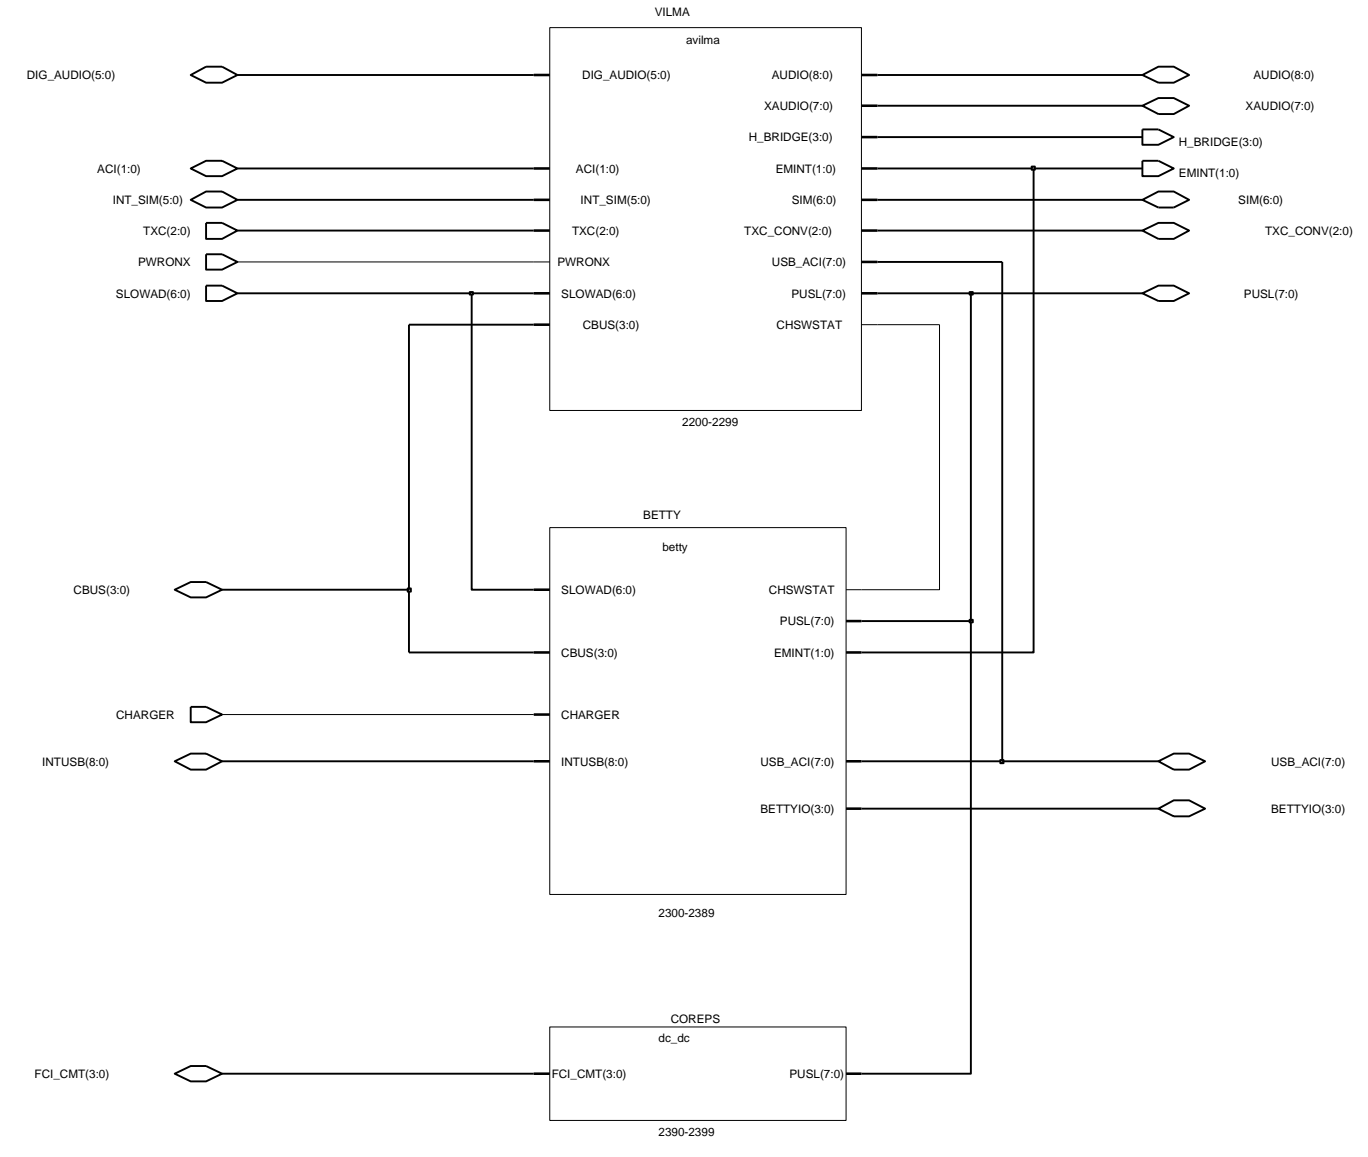 VILMA
avilma
DIG_AUDIO(5:0) DIG_AUDIO(5:0) AUDIO(8:0) AUDIO(8:0)
XAUDIO(7:0) XAUDIO(7:0)
H_BRIDGE(3:0) H_BRIDGE(3:0)
ACI(1:0) ACI(1:0) EMINT(1:0) EMINT(1:0)
INT_SIM(5:0) INT_SIM(5:0) SIM(6:0) SIM(6:0)
TXC(2:0) TXC(2:0) TXC_CONV(2:0) TXC_CONV(2:0)
PWRONX PWRONX USB_ACI(7:0)
SLOWAD(6:0) SLOWAD(6:0) PUSL(7:0) PUSL(7:0)
CBUS(3:0) CHSWSTAT
2200-2299
BETTY
betty
CBUS(3:0) SLOWAD(6:0) CHSWSTAT
PUSL(7:0)
CBUS(3:0) EMINT(1:0)
CHARGER CHARGER
INTUSB(8:0) INTUSB(8:0) USB_ACI(7:0) USB_ACI(7:0)
BETTYIO(3:0) BETTYIO(3:0)
2300-2389
COREPS
dc_dc
FCI_CMT(3:0) FCI_CMT(3:0) PUSL(7:0)
2390-2399